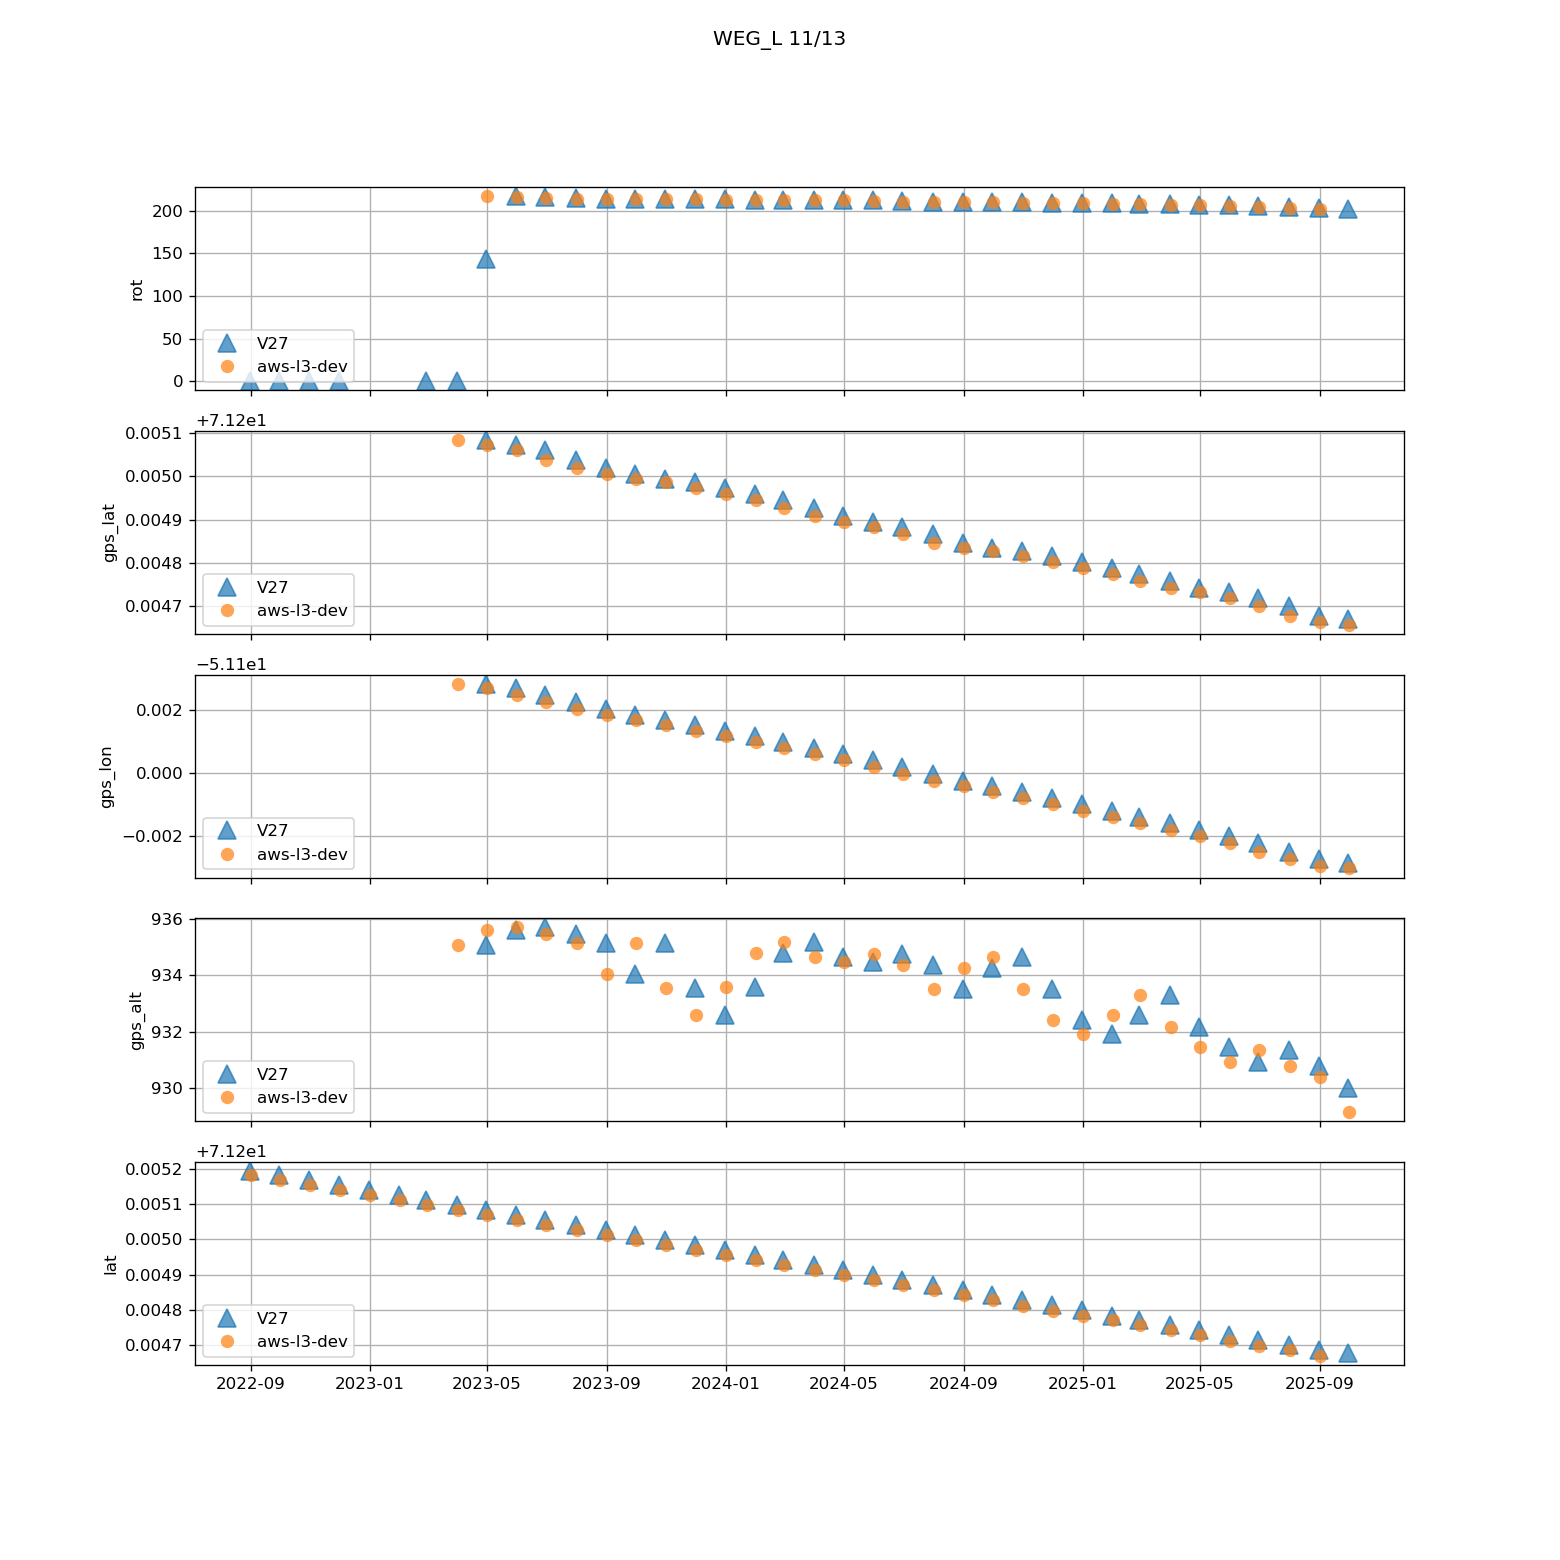 WEG_L 11/13
200
150
100
50
0
rot
V27
aws-l3-dev
+7.12e1
0.0051
0.0050
0.0049
0.0048
0.0047
gps_lat
V27
aws-l3-dev
−5.11e1
0.002
0.000
−0.002
gps_lon
V27
aws-l3-dev
936
934
932
930
gps_alt
V27
aws-l3-dev
+7.12e1
0.0052
0.0051
0.0050
0.0049
0.0048
0.0047
lat
V27
aws-l3-dev
2022-09 2023-01 2023-05 2023-09 2024-01 2024-05 2024-09 2025-01 2025-05 2025-09